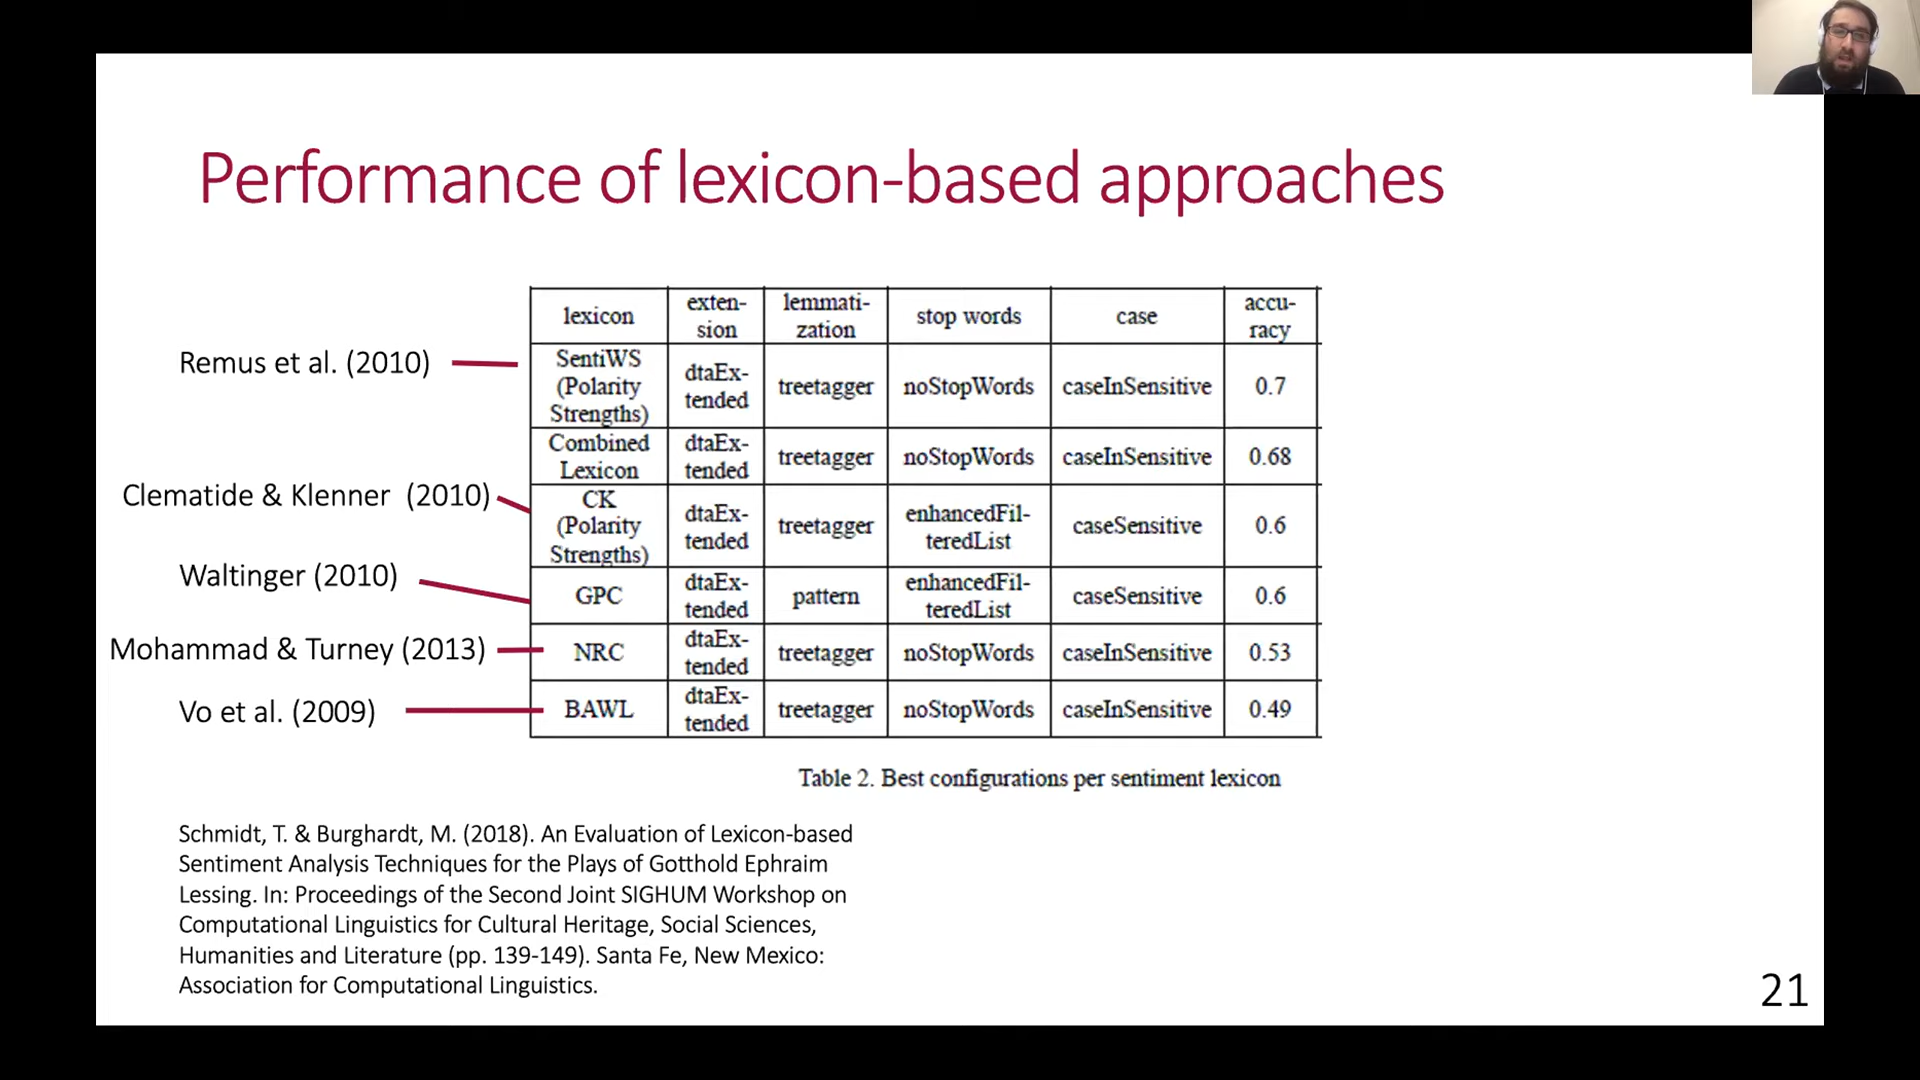 Performance of lexicon-based approaches
lexicon
exten-
sion
lemmati-
zation
stop words
case
accu-
racy
Remus et al. (2010)
SentiWS
(Polarity
Strengths)
dtaEx-
tended
treetagger
noStopWords
caseInSensitive
0.7
Combined
Lexicon
dtaEx-
tended
treetagger
noStopWords
caseInSensitive
0.68
Clematide & Klenner (2010)
CK
(Polarity
Strengths)
dtaEx-
tended
treetagger
enhancedFil-
teredList
caseSensitive
0.6
Waltinger (2010)
GPC
dtaEx-
tended
pattern
enhancedFil-
teredList
caseSensitive
0.6
Mohammad & Turney (2013)
NRC
dtaEx-
tended
treetagger
noStopWords
caseInSensitive
0.53
Vo et al. (2009)
BAWL
dtaEx-
tended
treetagger
noStopWords
caseInSensitive
0.49
Table 2. Best configurations per sentiment lexicon
Schmidt, T. & Burghardt, M. (2018). An Evaluation of Lexicon-based
Sentiment Analysis Techniques for the Plays of Gotthold Ephraim
Lessing. In: Proceedings of the Second Joint SIGHUM Workshop on
Computational Linguistics for Cultural Heritage, Social Sciences,
Humanities and Literature (pp. 139-149). Santa Fe, New Mexico:
Association for Computational Linguistics.
21